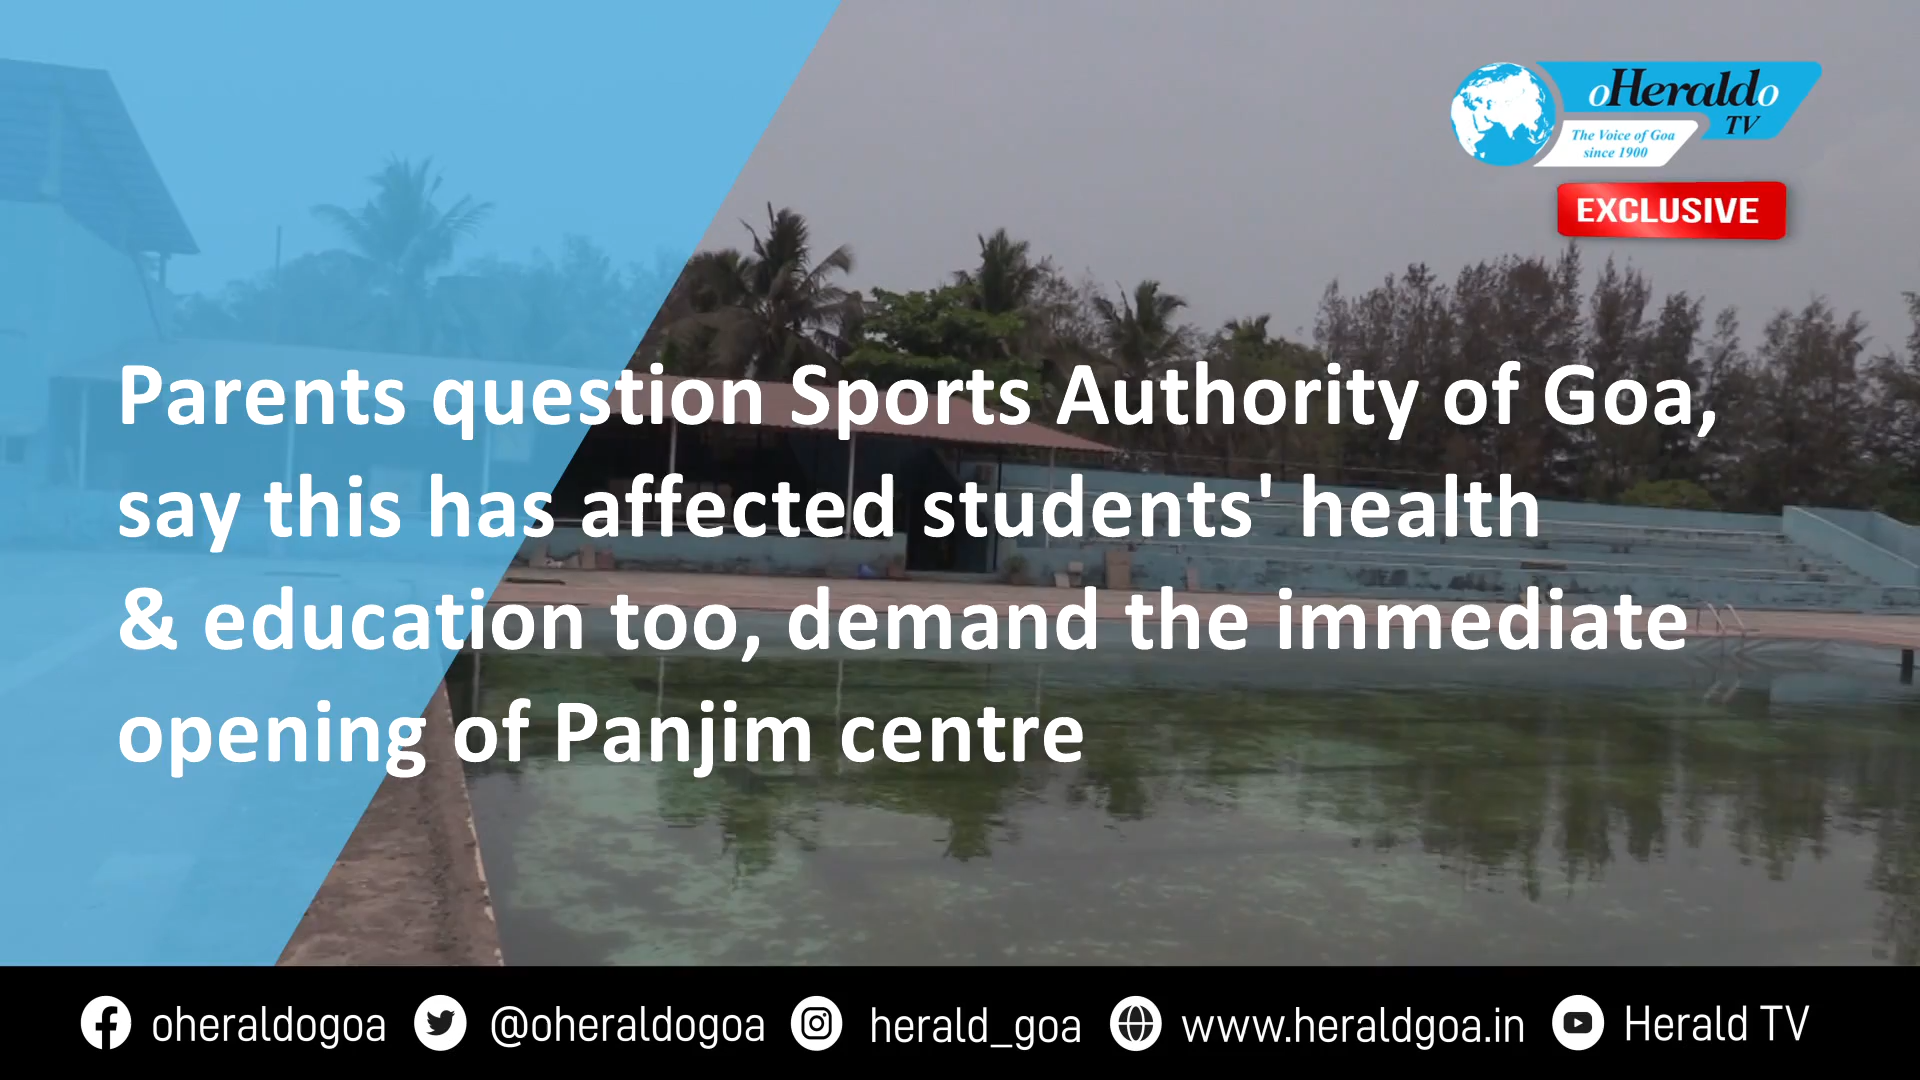 oHeraldo
TV
The Voice of Goa
since 1900
EXCLUSIVE
Parents question Sports Authority of Goa,
say this has affected students' health
& education too, demand the immediate
opening of Panjim centre
oheraldogoa
@oheraldogoa
herald_goa
www.heraldgoa.in
Herald TV